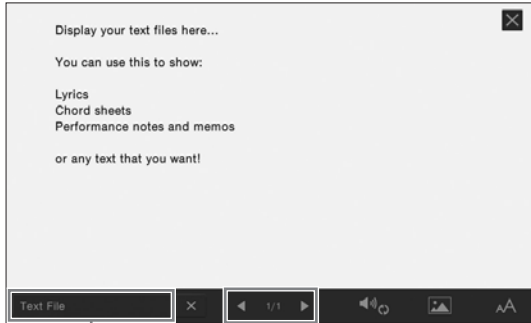 Display your text files here...
You can use this to show:
Lyrics
Chord sheets
Performance notes and memos
or any text that you want!
Text File
1/1
AA